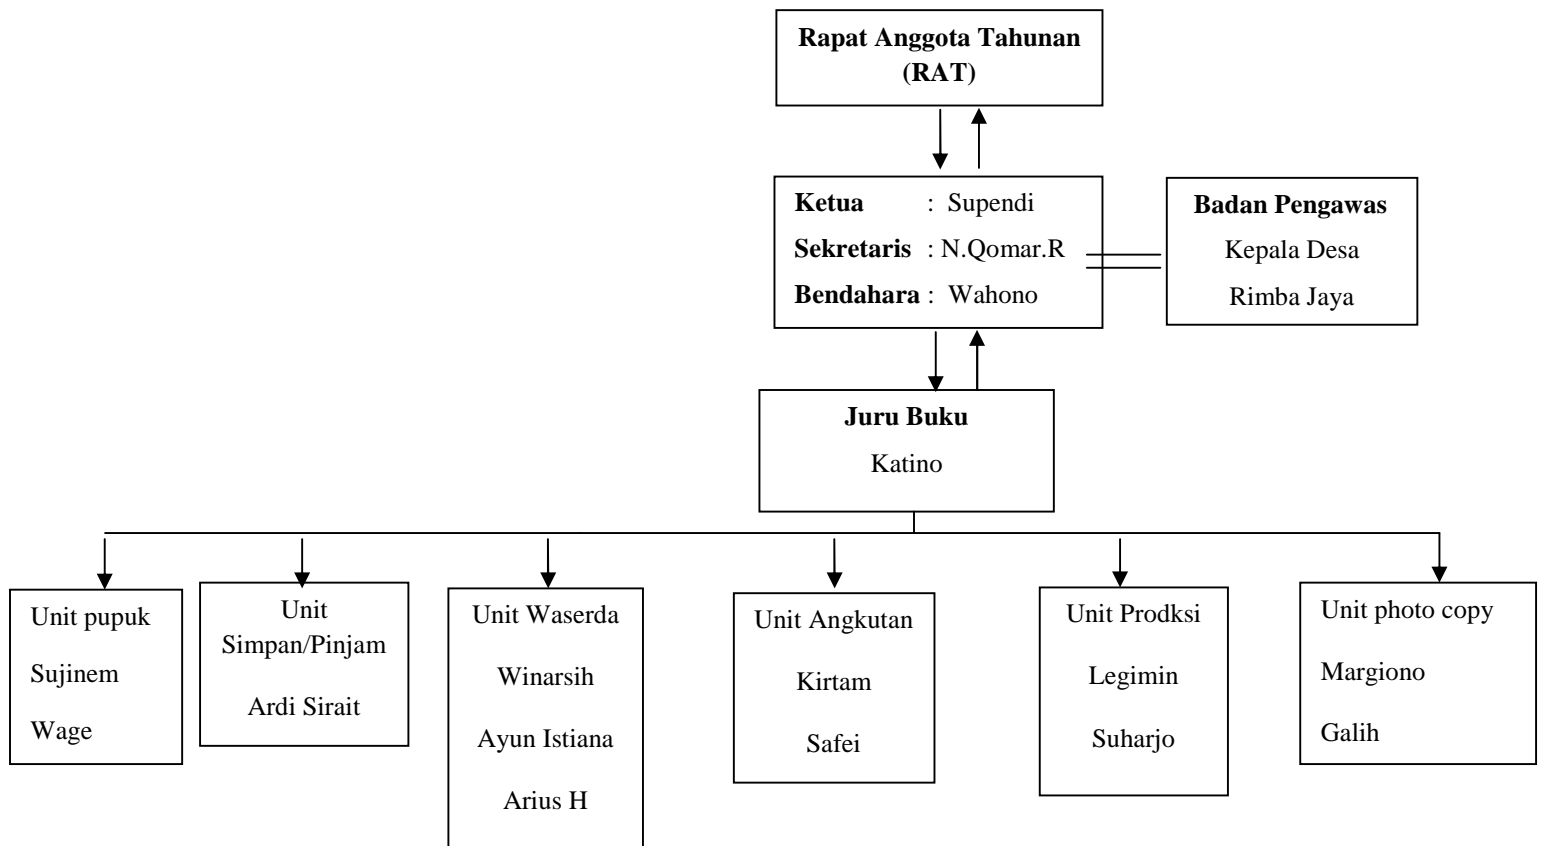 Rapat Anggota Tahunan
(RAT)
Ketua : Supendi
Sekretaris : N.Qomar.R
Bendahara : Wahono
Badan Pengawas
Kepala Desa
Rimba Jaya
Juru Buku
Katino
Unit pupuk
Sujinem
Wage
Unit
Simpan/Pinjam
Ardi Sirait
Unit Waserda
Winarsih
Ayun Istiana
Arius H
Unit Angkutan
Kirtam
Safei
Unit Prodksi
Legimin
Suharjo
Unit photo copy
Margiono
Galih